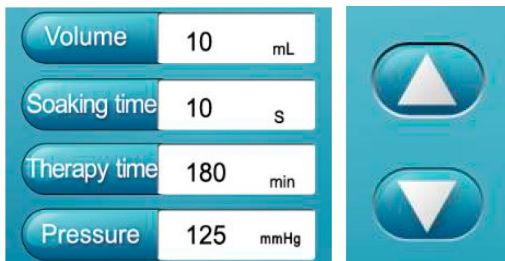 Volume 10 mL
Soaking time 10 S
Therapy time 180 min
Pressure 125 mmHg